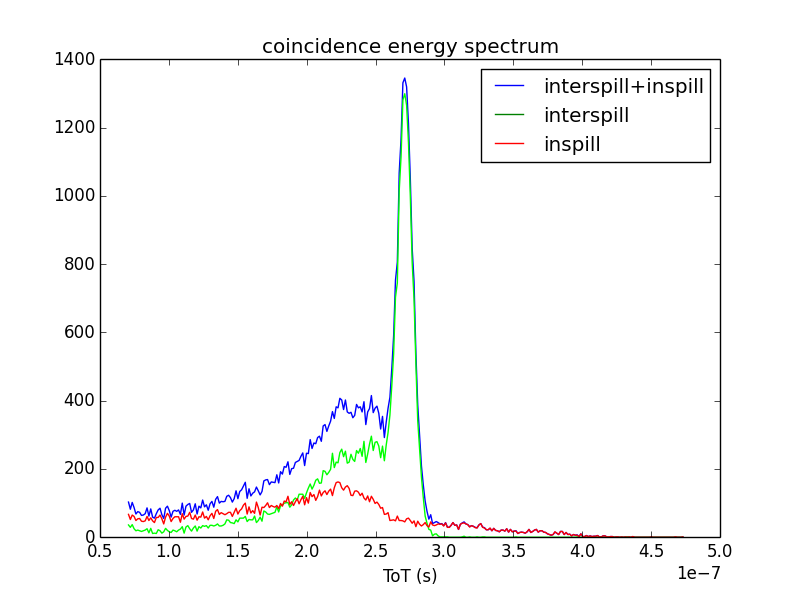 coincidence energy spectrum
1400
1200
1000
800
600
400
200
0
interspill+inspill
interspill
inspill
0.5 1.0 1.5 2.0 2.5 3.0 3.5 4.0 4.5 5.0
1e−7
ToT (s)